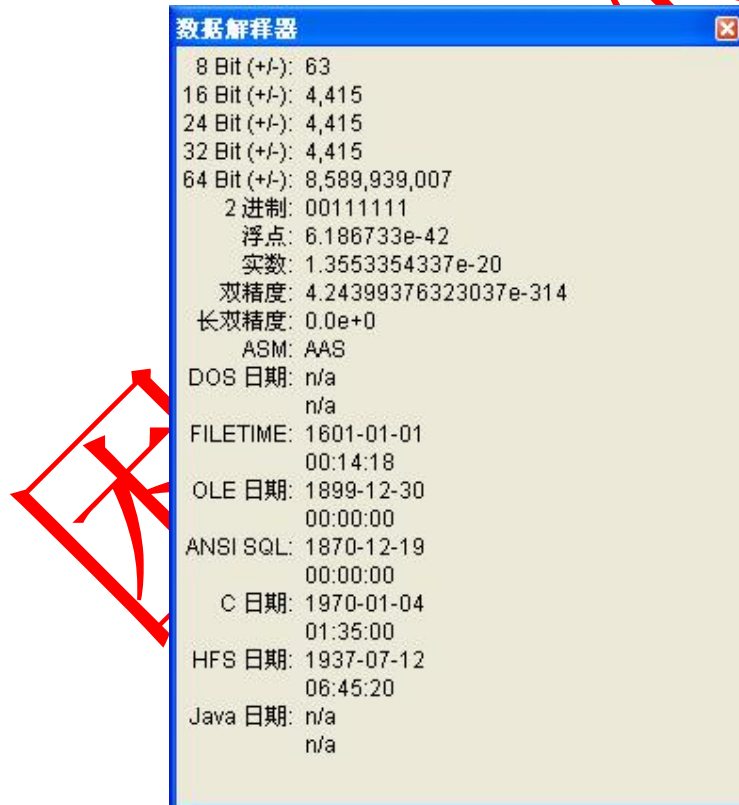 数据解释器
8 Bit (+/-): 63
16 Bit (+/-): 4,415
24 Bit (+/-): 4,415
32 Bit (+/-): 4,415
64 Bit (+/-): 8,589,939,007
2 进制: 00111111
浮点: 6.186733e-42
实数: 1.3553354337e-20
双精度: 4.24399376323037e-314
长双精度: 0.0e+0
ASM: AAS
DOS 日期: n/a
n/a
FILETIME: 1601-01-01
00:14:18
OLE 日期: 1899-12-30
00:00:00
ANSI SQL: 1870-12-19
00:00:00
C 日期: 1970-01-04
01:35:00
HFS 日期: 1937-07-12
06:45:20
Java 日期: n/a
n/a